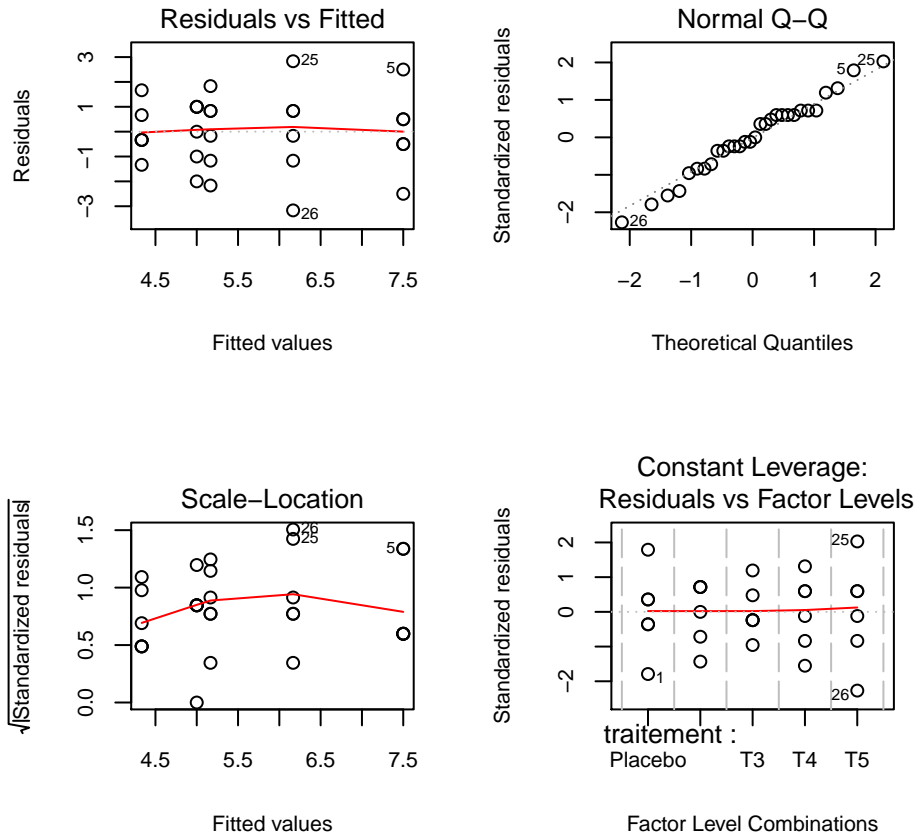 Residuals vs Fitted
Residuals
3
1
−1
−3
25
5
26
4.5 5.5 6.5 7.5
Fitted values
Normal Q−Q
Standardized residuals
2
0
−2
5
25
26
−2 −1 0 1 2
Theoretical Quantiles
Scale−Location
√|Standardized residuals|
1.5
1.0
0.5
0.0
26
25
5
4.5 5.5 6.5 7.5
Fitted values
Constant Leverage:
Residuals vs Factor Levels
Standardized residuals
2
0
−2
25
1
26
traitement :
Placebo T3 T4 T5
Factor Level Combinations